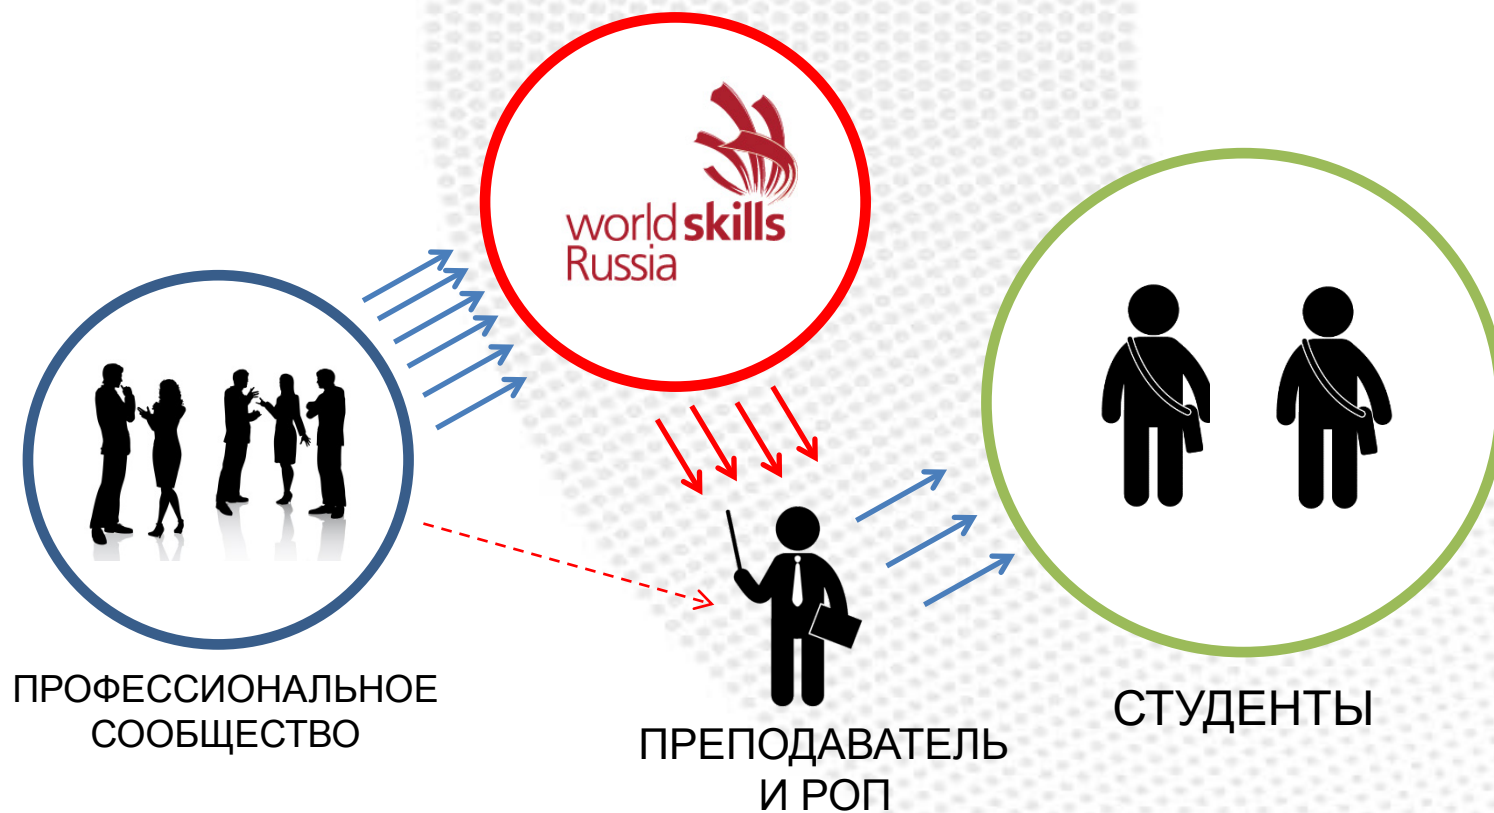 world skills
Russia
ПРОФЕССИОНАЛЬНОЕ
СООБЩЕСТВО
ПРЕПОДАВАТЕЛЬ
И РОП
СТУДЕНТЫ